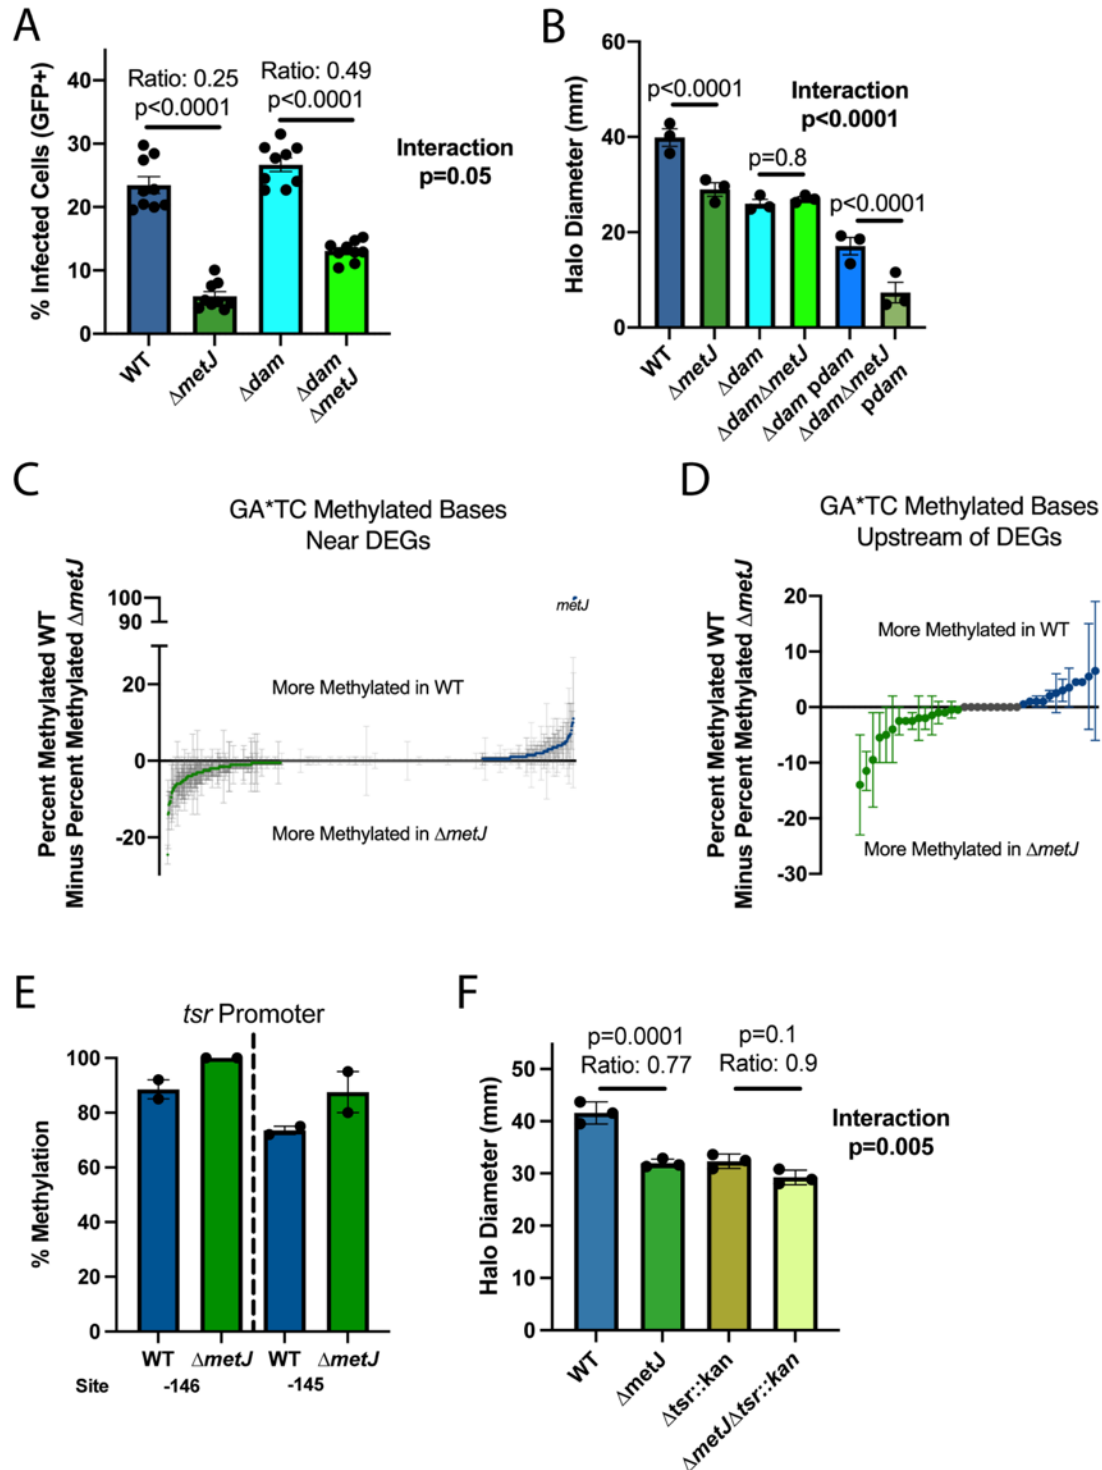 A
% Infected Cells (GFP+)
40
30
20
10
0
Ratio: 0.25
p<0.0001
Ratio: 0.49
p<0.0001
Interaction
p=0.05
WT
ΔmetJ
Δdam
Δdam
ΔmetJ
B
Halo Diameter (mm)
60
40
20
0
p<0.0001
Interaction
p<0.0001
p=0.8
p<0.0001
WT
ΔmetJ
Δdam
ΔdamΔmetJ
Δdam pdam
ΔdamΔmetJ
pdam
C
GA*TC Methylated Bases
Near DEGs
Percent Methylated WT
Minus Percent Methylated ΔmetJ
100
90
20
0
-20
metJ
More Methylated in WT
More Methylated in ΔmetJ
D
GA*TC Methylated Bases
Upstream of DEGs
Percent Methylated WT
Minus Percent Methylated ΔmetJ
20
10
0
-10
-20
-30
More Methylated in WT
More Methylated in ΔmetJ
E
tsr Promoter
% Methylation
100
80
60
40
20
0
WT ΔmetJ WT ΔmetJ
Site -146 -145
F
Halo Diameter (mm)
50
40
30
20
10
0
p=0.0001
Ratio: 0.77
p=0.1
Ratio: 0.9
Interaction
p=0.005
WT
ΔmetJ
Δtsr::kan
ΔmetJΔtsr::kan